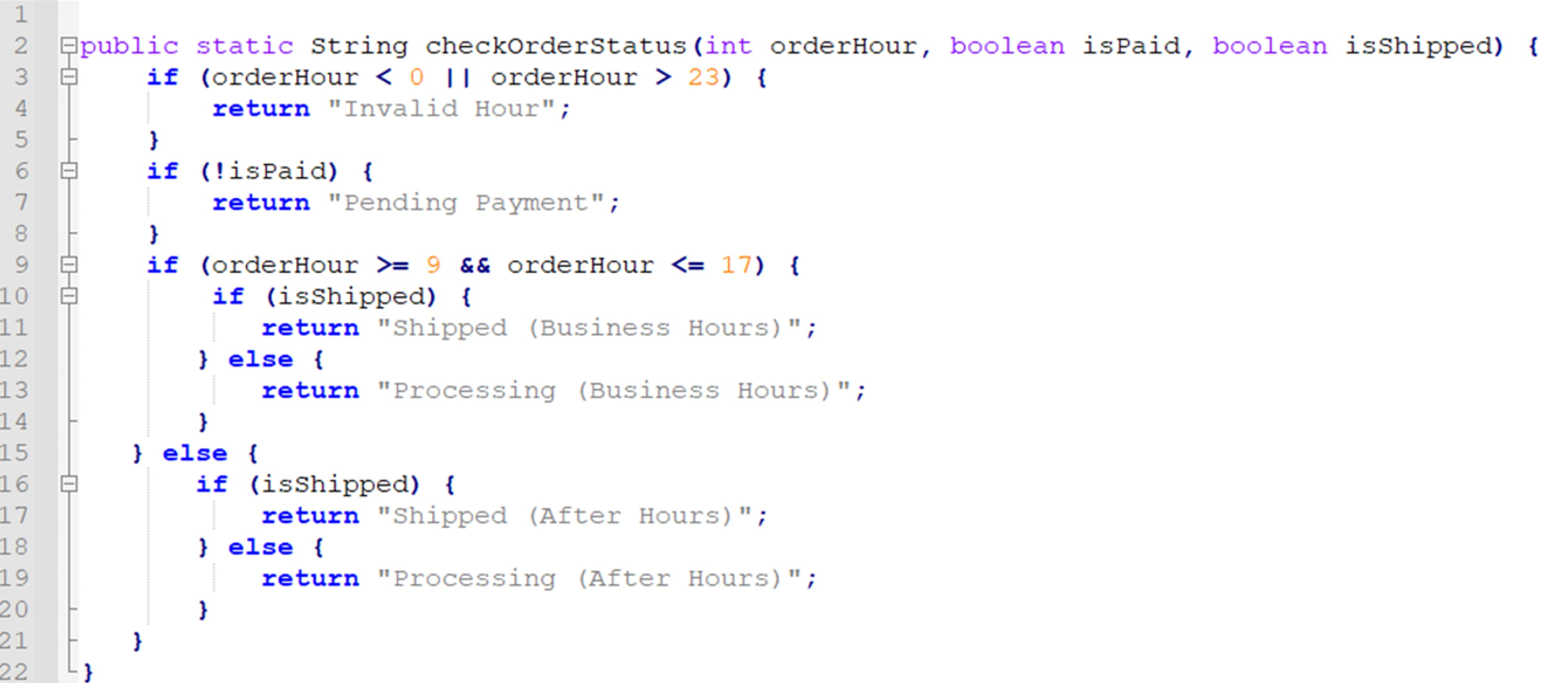 1
2 public static String checkOrderStatus(int orderHour, boolean isPaid, boolean isShipped) {
3     if (orderHour < 0 || orderHour > 23) {
4         return "Invalid Hour";
5     }
6     if (!isPaid) {
7         return "Pending Payment";
8     }
9     if (orderHour >= 9 && orderHour <= 17) {
10         if (isShipped) {
11            return "Shipped (Business Hours)";
12        } else {
13            return "Processing (Business Hours)";
14        }
15    } else {
16        if (isShipped) {
17            return "Shipped (After Hours)";
18        } else {
19            return "Processing (After Hours)";
20        }
21    }
22 }